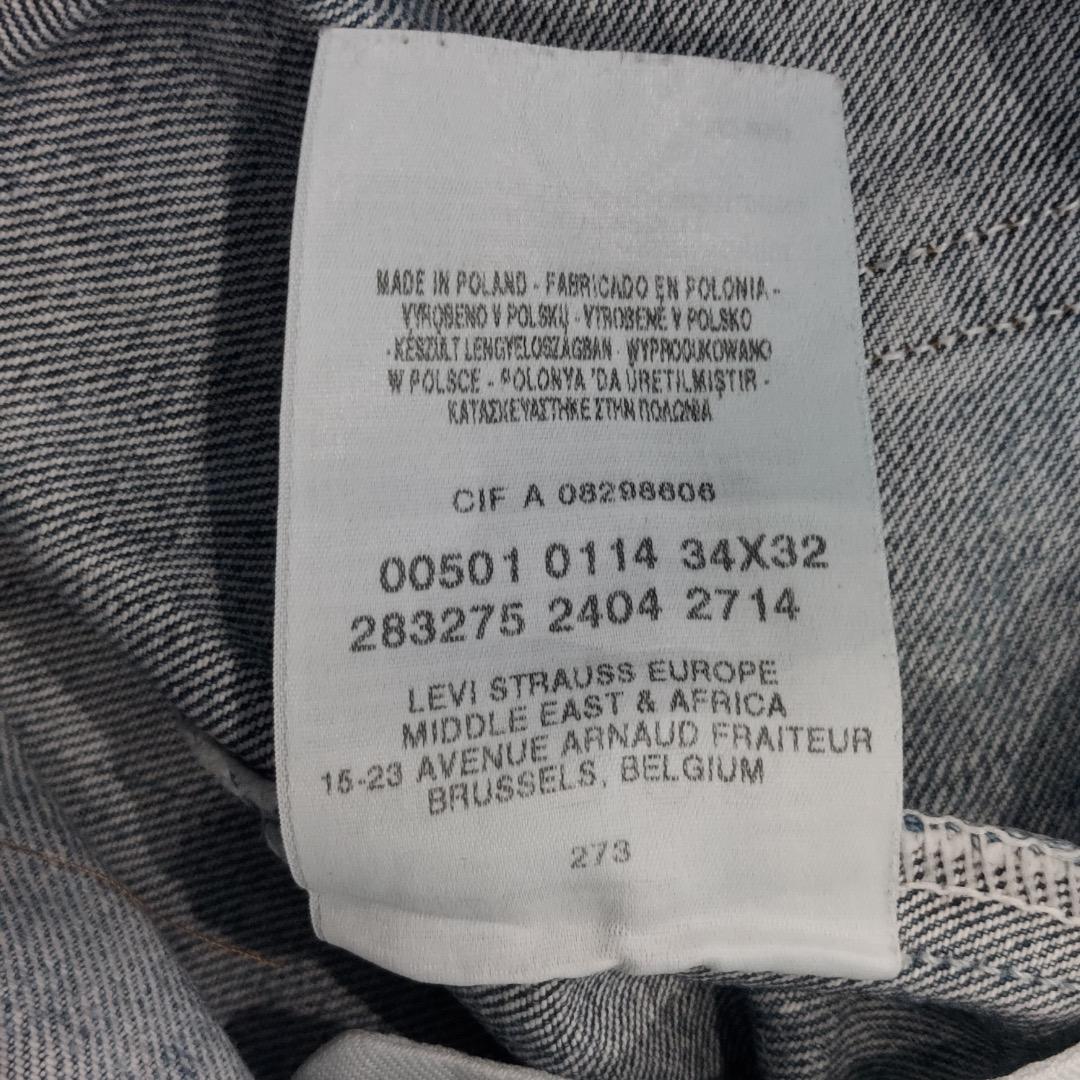 MADE IN POLAND - FABRICADO EN POLONIA -
VYROBENO V POLSKU - VYROBENÉ V POLSKO
- KÉSZULT LENGYELOSZÁGBAN - WYPRODUKOWANO
W POLSCE - POLONYA 'DA ÜRETILMIŞTIR -
ΚΑΤΑΣΚΕΥΑΣΤΗΚΕ ΣΤΗΝ ΠΟΛΩΝΙΑ
CIF A 08298606
00501 0114 34X32
283275 2404 2714
LEVI STRAUSS EUROPE
MIDDLE EAST & AFRICA
15-23 AVENUE ARNAUD FRAITEUR
BRUSSELS, BELGIUM
273